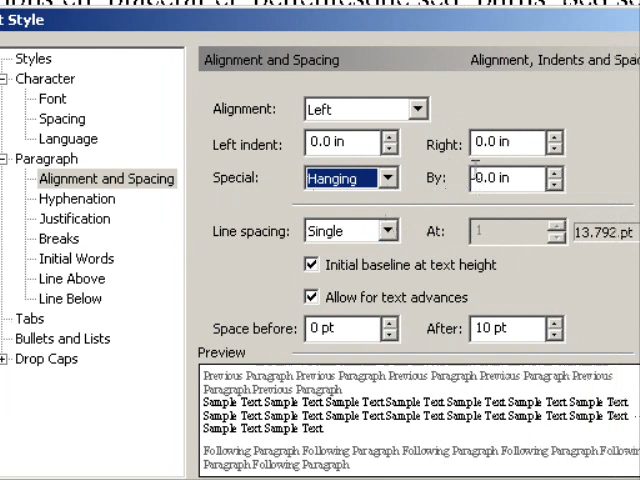 t Style
Styles
Character
Font
Spacing
Language
Paragraph
Alignment and Spacing
Hyphenation
Justification
Breaks
Initial Words
Line Above
Line Below
Tabs
Bullets and Lists
Drop Caps
Alignment and Spacing Alignment, Indents and Spac
Alignment: Left
Left indent: 0.0 in Right: 0.0 in
Special: Hanging By: 0.0 in
Line spacing: Single At: 1 13.792 pt
Initial baseline at text height
Allow for text advances
Space before: 0 pt After: 10 pt
Preview
Previous Paragraph Previous Paragraph Previous Paragraph Previous Paragraph Previous
Paragraph Previous Paragraph
Sample Text Sample Text Sample Text Sample Text Sample Text Sample Text Sample Text
Sample Text Sample Text Sample Text Sample Text Sample Text Sample Text Sample Text
Sample Text Sample Text
Following Paragraph Following Paragraph Following Paragraph Following Paragraph Followin
Paragraph Following Paragraph